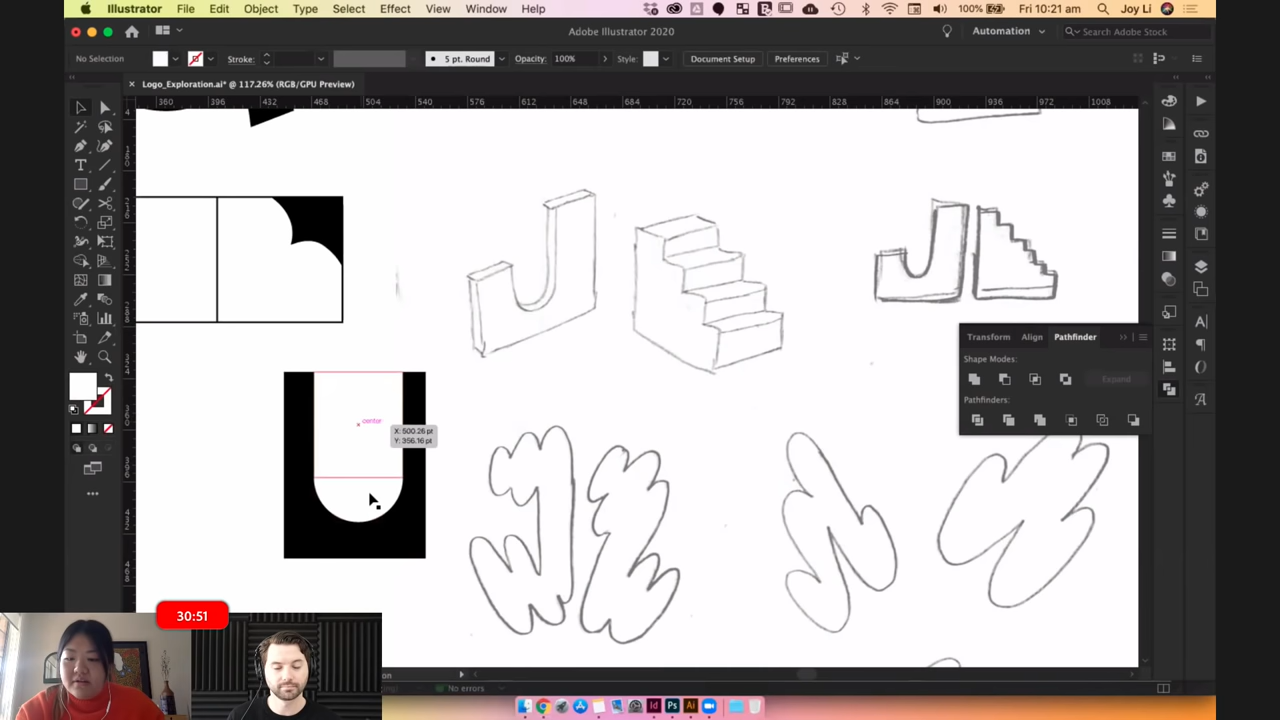 Illustrator File Edit Object Type Select Effect View Window Help 100% Fri 10:21 am Joy Li
Adobe Illustrator 2020 Automation Search Adobe Stock
No Selection Stroke: 5 pt. Round Opacity: 100% Style: Document Setup Preferences
Logo_Exploration.ai* @ 117.26% (RGB/GPU Preview)
360 396 432 468 504 540 576 612 648 684 720 756 792 828 864 900 936 972 1008
Transform Align Pathfinder
Shape Modes:
Expand
Pathfinders:
center
X: 500.26 pt
Y: 356.16 pt
30:51
No errors